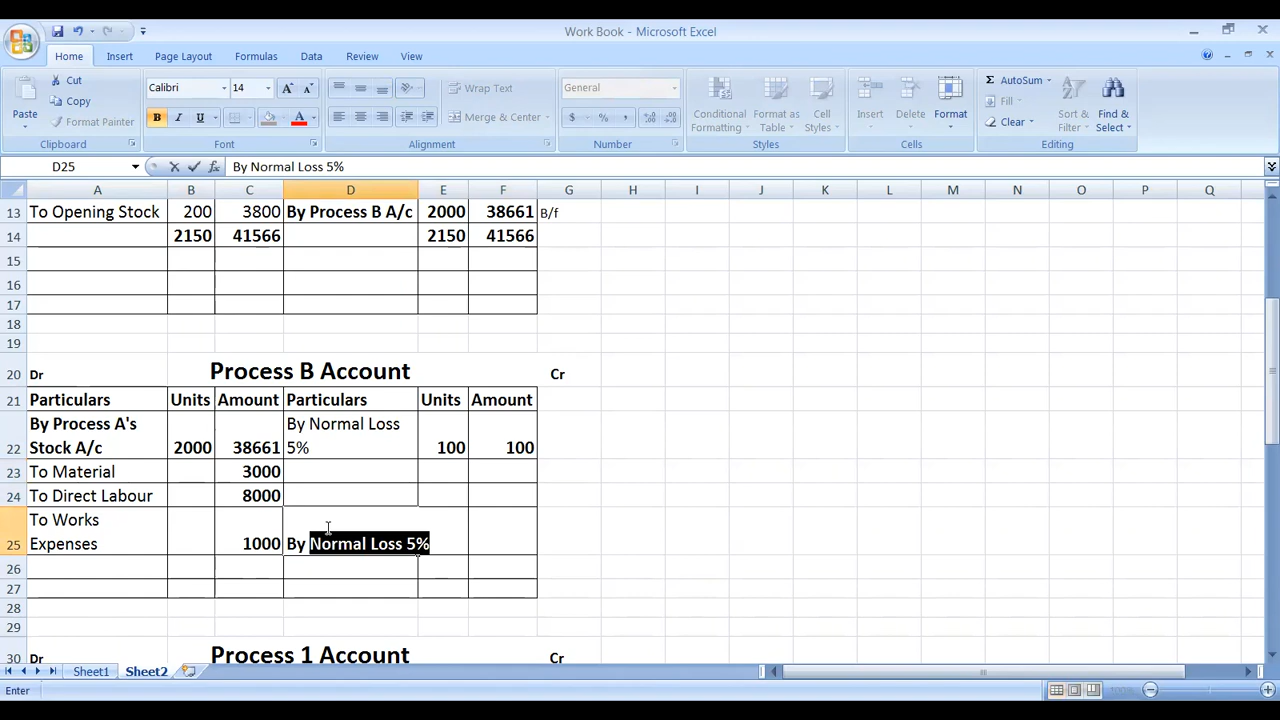 Work Book - Microsoft Excel
Home Insert Page Layout Formulas Data Review View
Cut
Copy
Format Painter
Paste
Clipboard
Calibri
B I U
Font
Wrap Text
Merge & Center
Alignment
General
$ % ,
Number
Conditional Formatting
Format as Table
Cell Styles
Styles
Insert Delete Format
Cells
AutoSum
Fill
Clear
Sort & Filter
Find & Select
Editing
D25 By Normal Loss 5%
A B C D E F G H I J K L M N O P Q
13 To Opening Stock 200 3800 By Process B A/c 2000 38661 B/f
14 2150 41566 2150 41566
15
16
17
18
19
20 Dr Process B Account Cr
21 Particulars Units Amount Particulars Units Amount
By Process A's By Normal Loss
22 Stock A/c 2000 38661 5% 100 100
23 To Material 3000
24 To Direct Labour 8000
To Works
25 Expenses 1000 By Normal Loss 5%
26
27
28
29
30 Dr Process 1 Account Cr
Sheet1 Sheet2
Enter